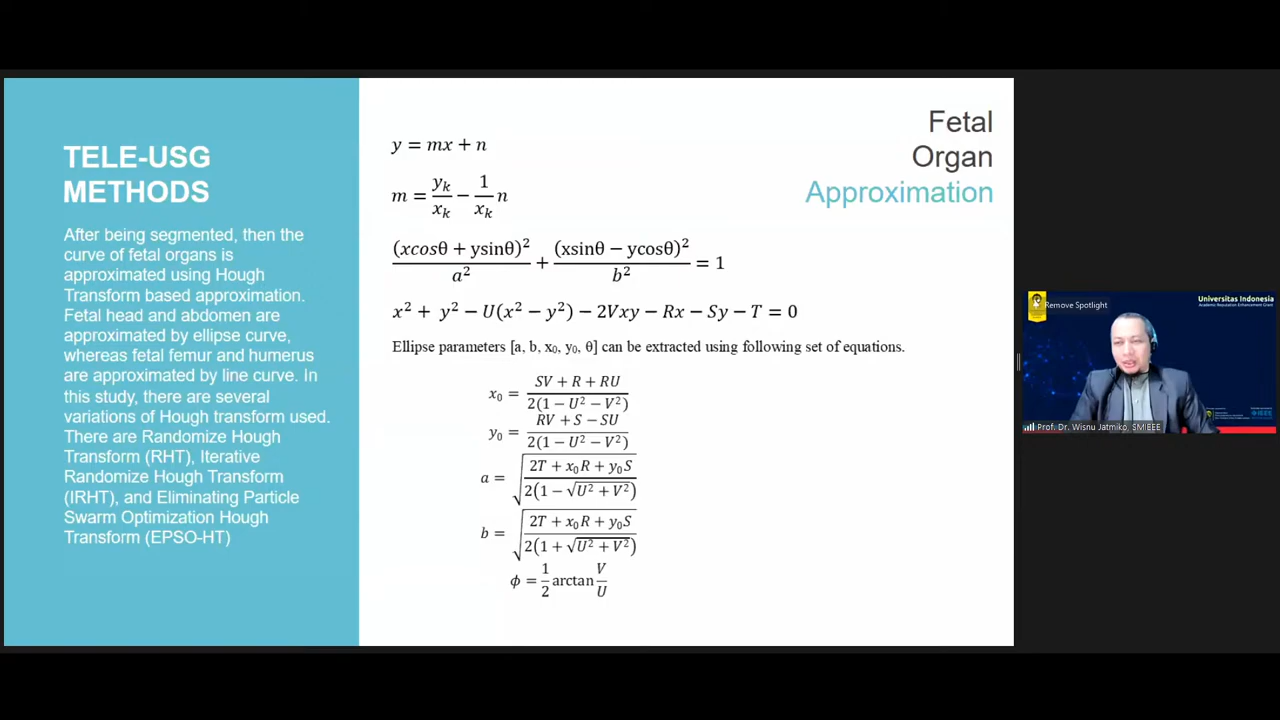 TELE-USG
METHODS
After being segmented, then the
curve of fetal organs is
approximated using Hough
Transform based approximation.
Fetal head and abdomen are
approximated by ellipse curve,
whereas fetal femur and humerus
are approximated by line curve. In
this study, there are several
variations of Hough transform used.
There are Randomize Hough
Transform (RHT), Iterative
Randomize Hough Transform
(IRHT), and Eliminating Particle
Swarm Optimization Hough
Transform (EPSO-HT)
Fetal
Organ
Approximation
y = mx + n
m = y_k/x_k − 1/x_k n
(xcosθ + ysinθ)²/a² + (xsinθ − ycosθ)²/b² = 1
x² + y² − U(x² − y²) − 2Vxy − Rx − Sy − T = 0
Ellipse parameters [a, b, x₀, y₀, θ] can be extracted using following set of equations.
x₀ = SV + R + RU / 2(1 − U² − V²)
y₀ = RV + S − SU / 2(1 − U² − V²)
a = √(2T + x₀R + y₀S / 2(1 − √(U² + V²)))
b = √(2T + x₀R + y₀S / 2(1 + √(U² + V²)))
ϕ = 1/2 arctan V/U
Remove Spotlight
Universitas Indonesia
Prof. Dr. Wisnu Jatmiko, SMIEEE
IEEE